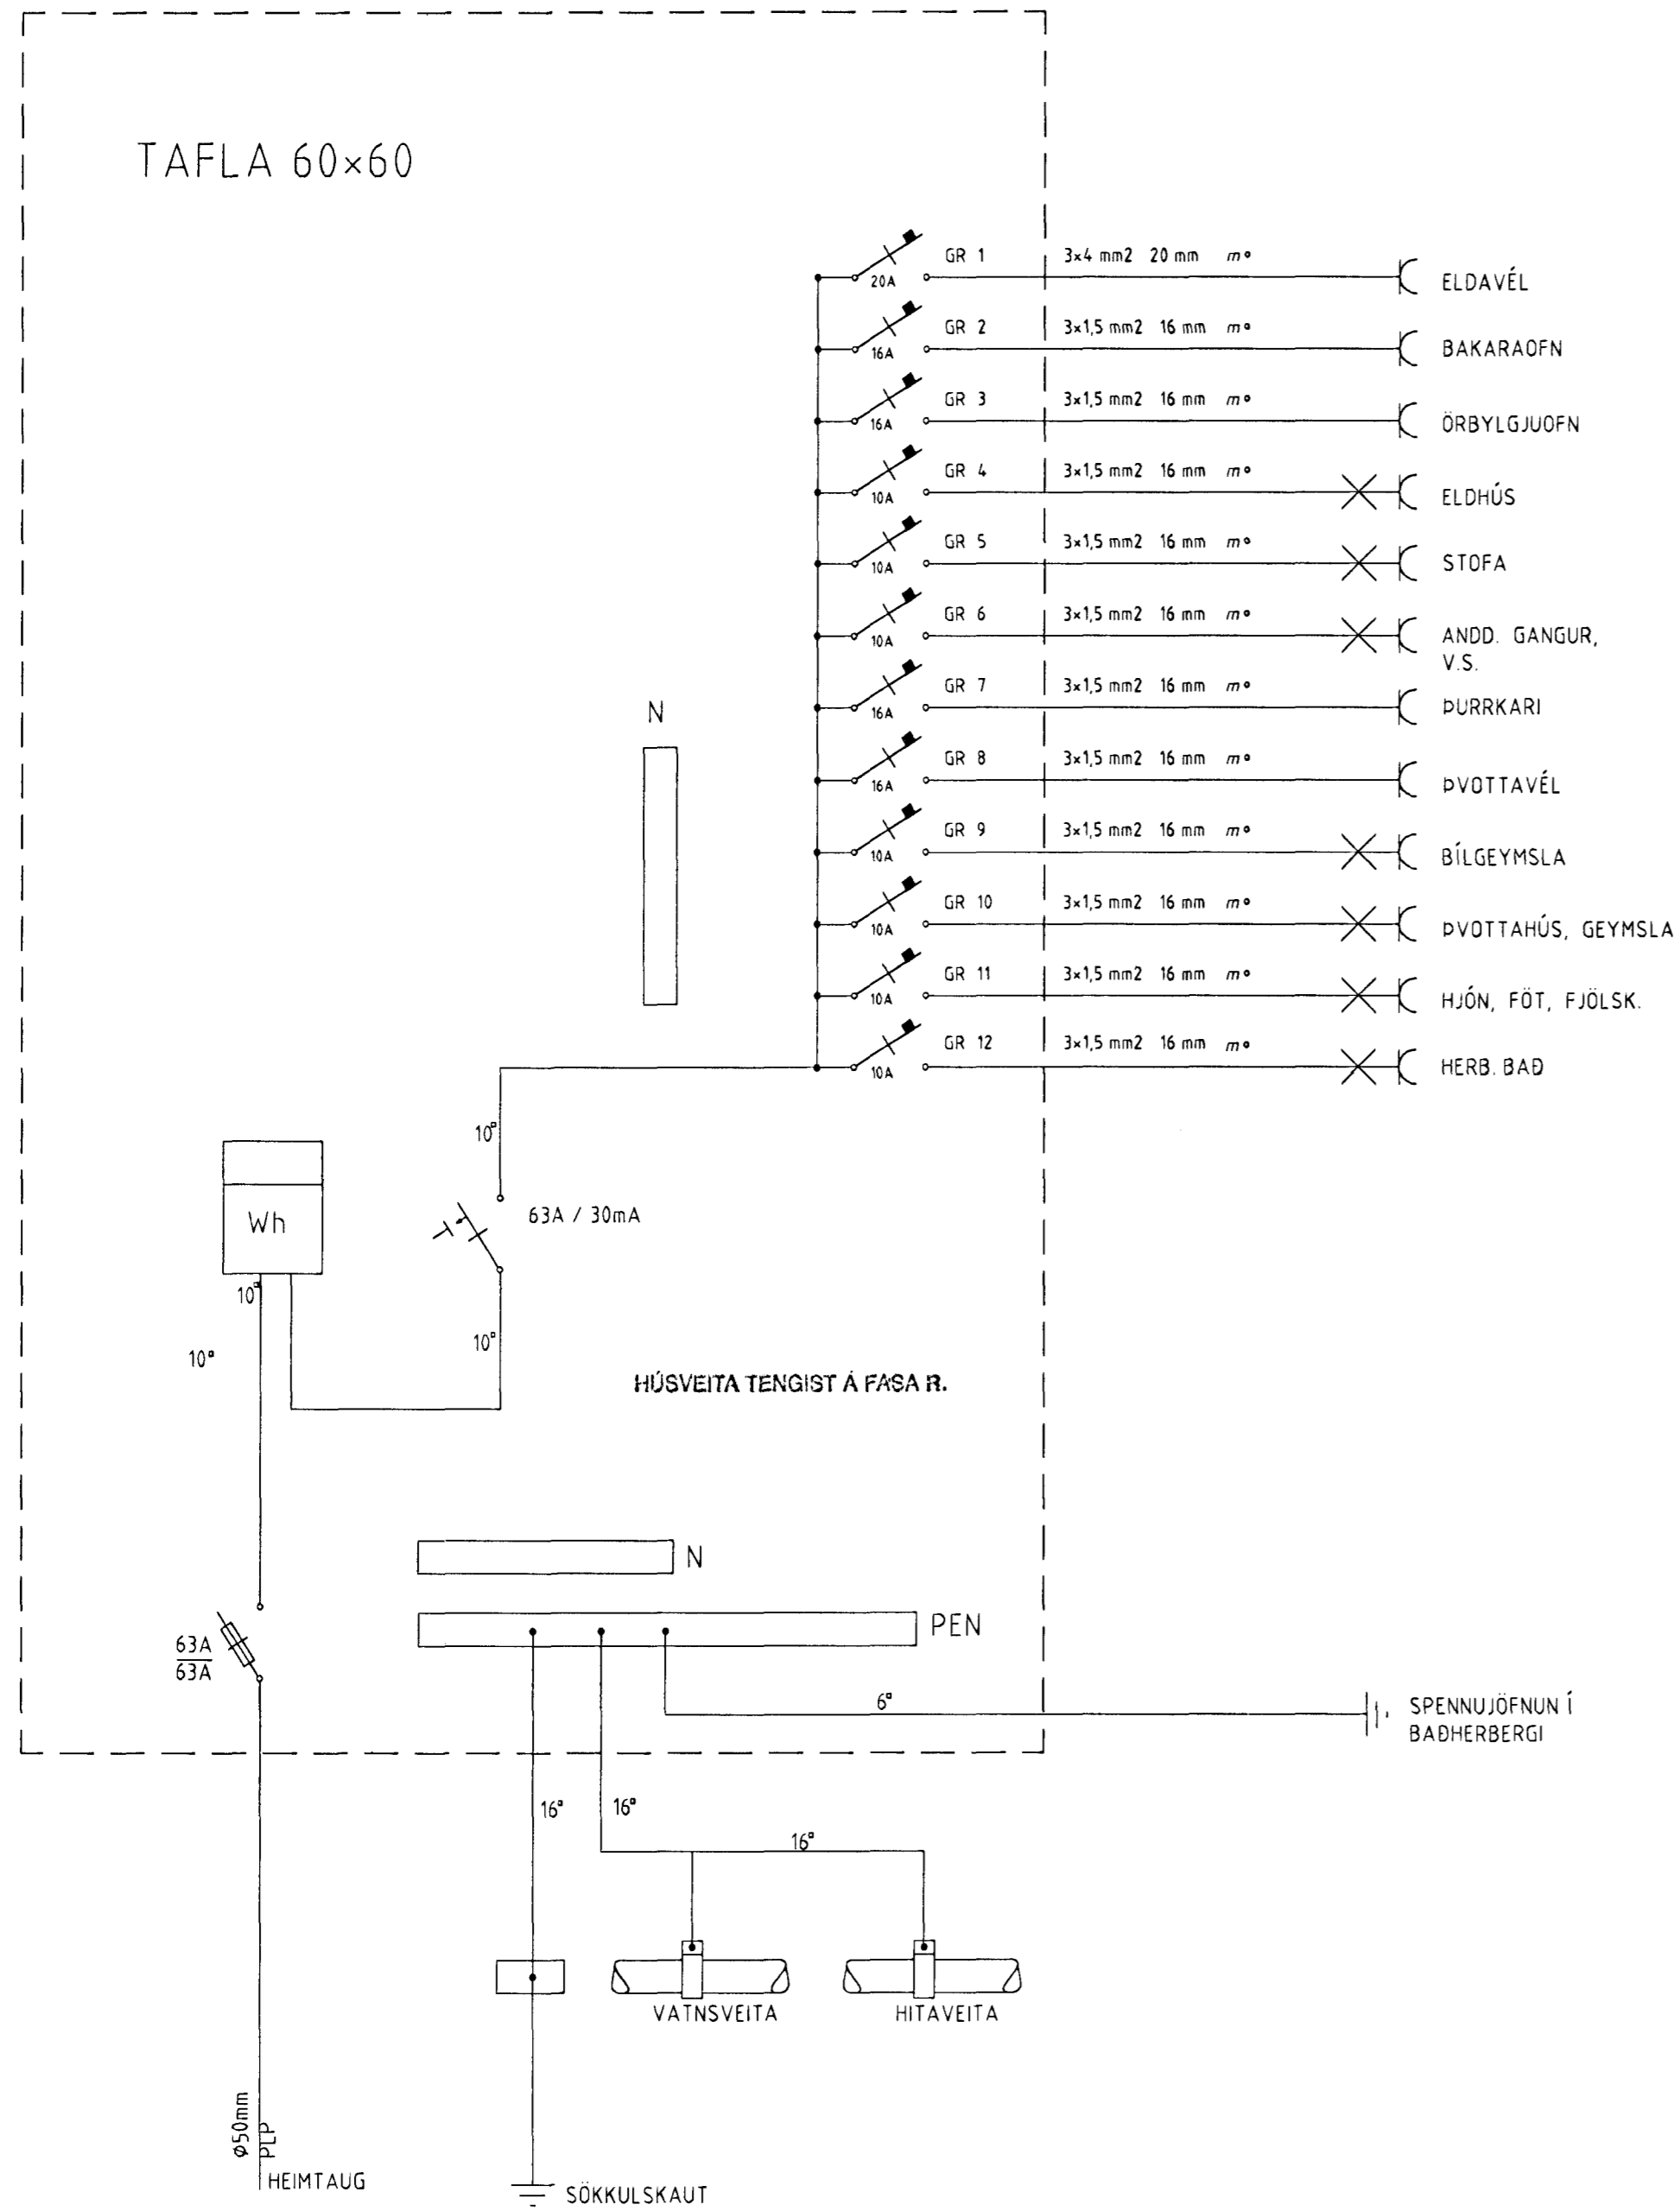 TAFLA 60×60
GR 1 3×4 mm2 20 mm m°
20A
ELDAVÉL
GR 2 3×1,5 mm2 16 mm m°
16A
BAKARAOFN
GR 3 3×1,5 mm2 16 mm m°
16A
ÖRBYLGJUOFN
GR 4 3×1,5 mm2 16 mm m°
10A
ELDHÚS
GR 5 3×1,5 mm2 16 mm m°
10A
STOFA
GR 6 3×1,5 mm2 16 mm m°
10A
ANDD. GANGUR,
V.S.
GR 7 3×1,5 mm2 16 mm m°
16A
ÞURRKARI
GR 8 3×1,5 mm2 16 mm m°
16A
ÞVOTTAVÉL
GR 9 3×1,5 mm2 16 mm m°
10A
BÍLGEYMSLA
GR 10 3×1,5 mm2 16 mm m°
10A
ÞVOTTAHÚS, GEYMSLA
GR 11 3×1,5 mm2 16 mm m°
10A
HJÓN, FÖT, FJÖLSK.
GR 12 3×1,5 mm2 16 mm m°
10A
HERB. BAÐ
N
10▫
Wh
63A / 30mA
10▫
10▫
10▫
HÚSVEITA TENGIST Á FASA R.
N
PEN
63A
63A
6▫
SPENNUJÖFNUN Í
BAÐHERBERGI
16▫
16▫
16▫
VATNSVEITA
HITAVEITA
Ø50mm
PLP
HEIMTAUG
SÖKKULSKAUT